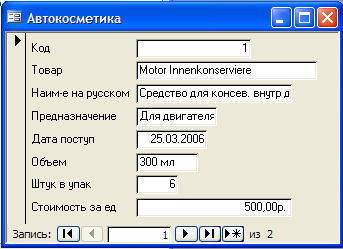 Автокосметика
Код 1
Товар Motor Innenkonserviere
Наим-е на русском Средство для консев. внутр д
Предназначение Для двигателя
Дата поступ 25.03.2006
Объем 300 мл
Штук в упак 6
Стоимость за ед 500,00р.
Запись: 1 из 2